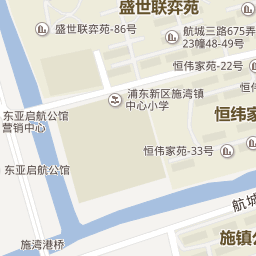 盛世联弈苑
盛世联弈苑-86号
航城三路675弄
23幢48-49号
恒伟家苑-22号
浦东新区施湾镇
中心小学
东亚启航公馆
营销中心
恒伟家
恒伟家苑-33号
东亚启航公馆
航城
施湾港桥
施镇公